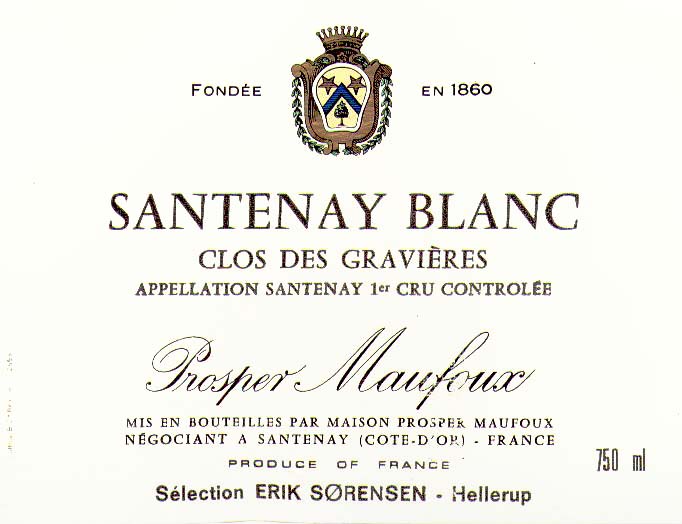 FONDÉE EN 1860
SANTENAY BLANC
CLOS DES GRAVIÈRES
APPELLATION SANTENAY 1er CRU CONTROLÉE
Prosper Maufoux
MIS EN BOUTEILLES PAR MAISON PROSPER MAUFOUX
NÉGOCIANT A SANTENAY (COTE-D'OR) - FRANCE
750 ml
PRODUCE OF FRANCE
Sélection ERIK SØRENSEN - Hellerup